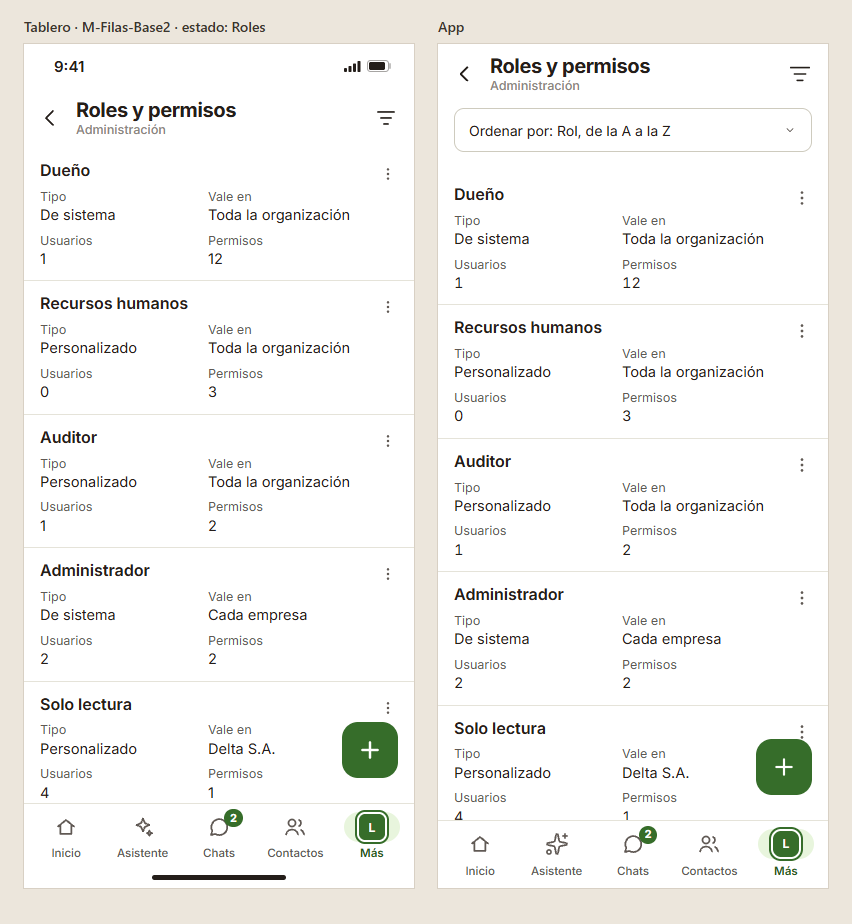 Tablero · M-Filas-Base2 · estado: Roles
9:41
Roles y permisos
Administración
Dueño
Tipo
Vale en
De sistema
Toda la organización
Usuarios
Permisos
1
12
Recursos humanos
Tipo
Vale en
Personalizado
Toda la organización
Usuarios
Permisos
0
3
Auditor
Tipo
Vale en
Personalizado
Toda la organización
Usuarios
Permisos
1
2
Administrador
Tipo
Vale en
De sistema
Cada empresa
Usuarios
Permisos
2
2
Solo lectura
Tipo
Vale en
Personalizado
Delta S.A.
Usuarios
Permisos
4
1
2
L
Inicio
Asistente
Chats
Contactos
Más
App
Roles y permisos
Administración
Ordenar por: Rol, de la A a la Z
Dueño
Tipo
Vale en
De sistema
Toda la organización
Usuarios
Permisos
1
12
Recursos humanos
Tipo
Vale en
Personalizado
Toda la organización
Usuarios
Permisos
0
3
Auditor
Tipo
Vale en
Personalizado
Toda la organización
Usuarios
Permisos
1
2
Administrador
Tipo
Vale en
De sistema
Cada empresa
Usuarios
Permisos
2
2
Solo lectura
Tipo
Vale en
Personalizado
Delta S.A.
Usuarios
Permisos
4
1
2
L
Inicio
Asistente
Chats
Contactos
Más